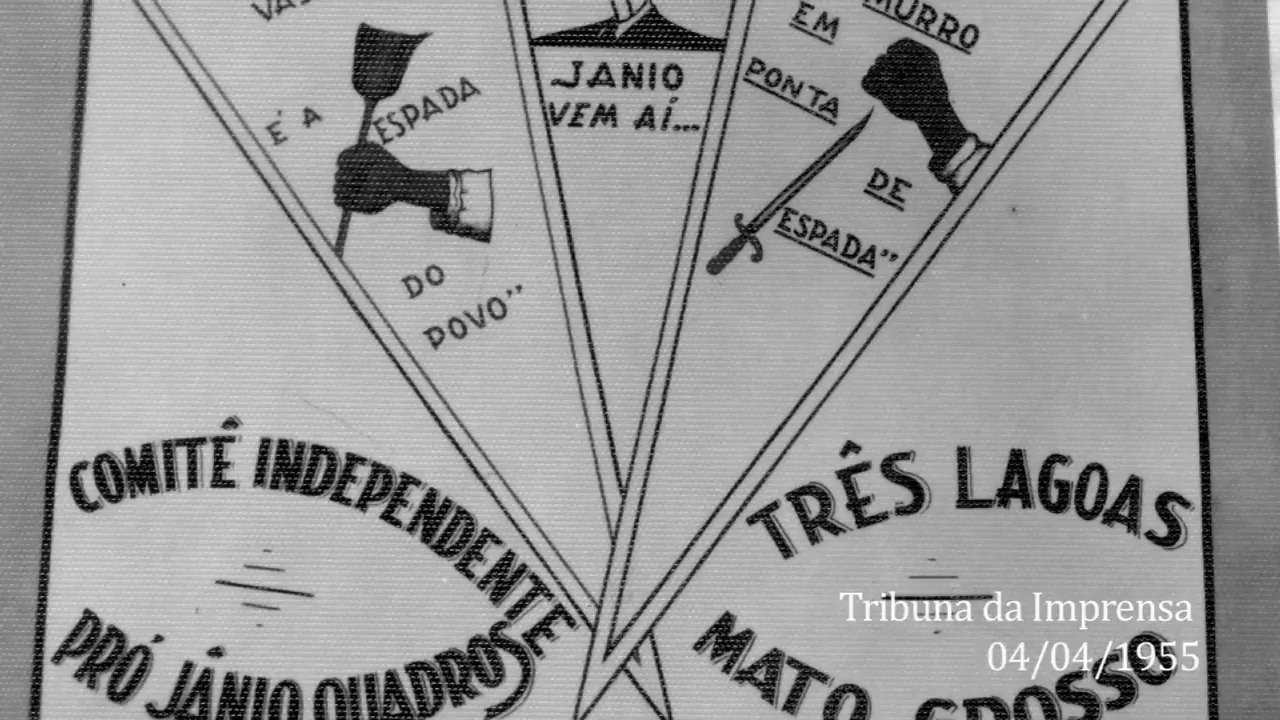 É A
ESPADA
DO
POVO"
JANIO
VEM AÍ...
MURRO
EM
PONTA
DE
ESPADA"
COMITÊ INDEPENDENTE
PRÓ JÂNIO QUADROS
TRÊS LAGOAS
MATO GROSSO
Tribuna da Imprensa
04/04/1955